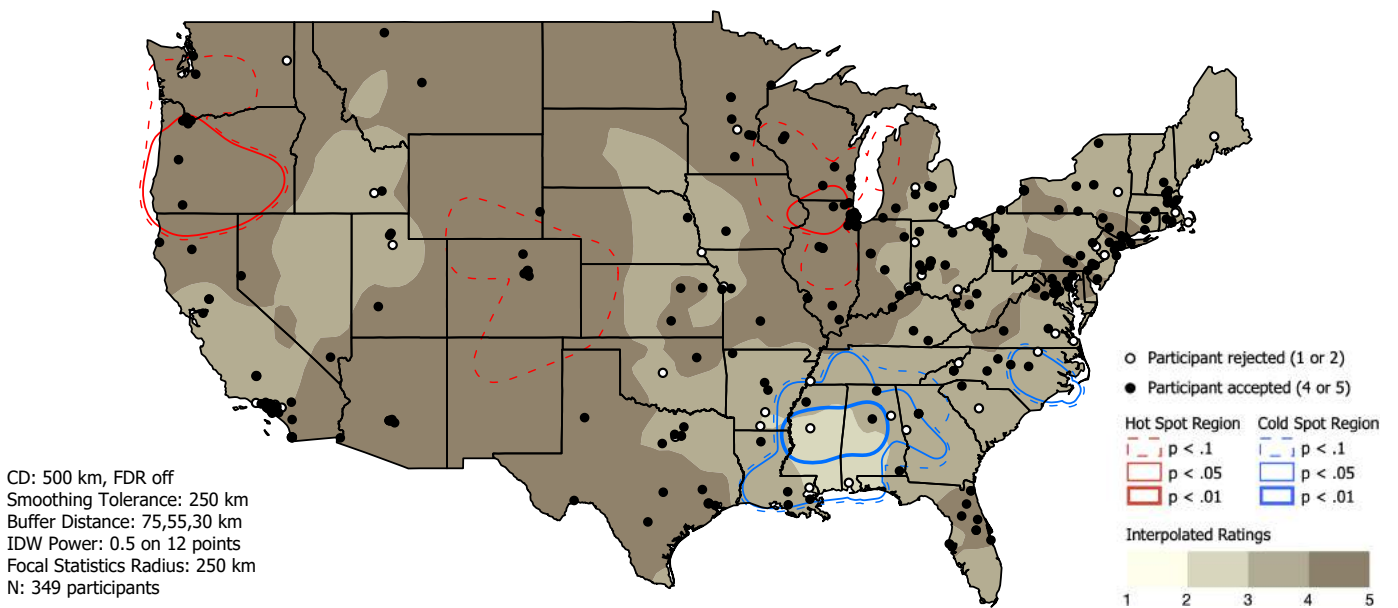 CD: 500 km, FDR off
Smoothing Tolerance: 250 km
Buffer Distance: 75,55,30 km
IDW Power: 0.5 on 12 points
Focal Statistics Radius: 250 km
N: 349 participants
Participant rejected (1 or 2)
Participant accepted (4 or 5)
Hot Spot Region Cold Spot Region
p < .1 p < .1
p < .05 p < .05
p < .01 p < .01
Interpolated Ratings
1 2 3 4 5